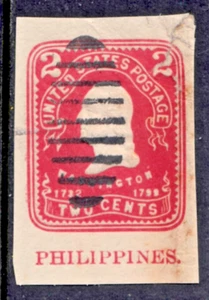 2 2
UNITED STATES POSTAGE
WASHINGTON
1732 1799
TWO CENTS
PHILIPPINES.